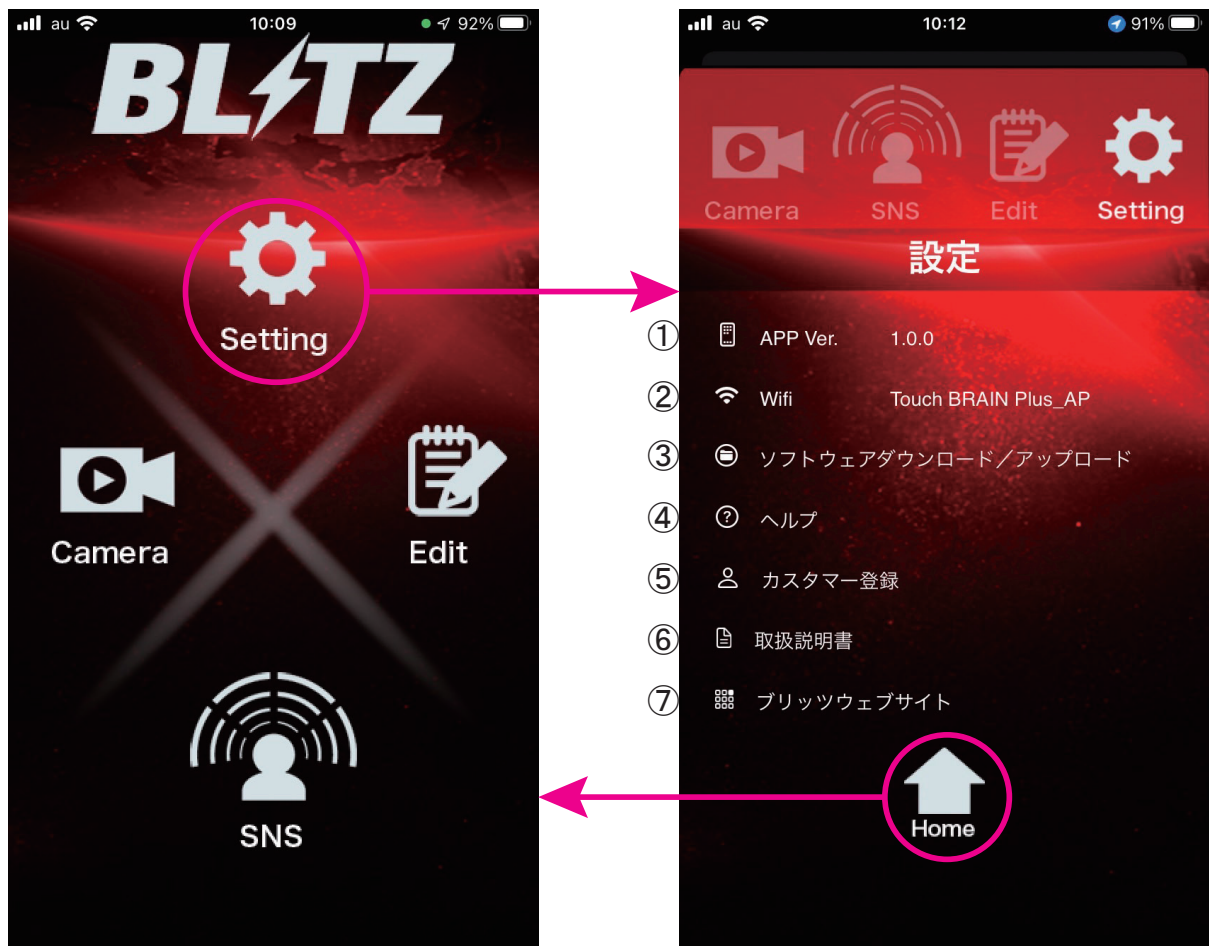 au 10:09 92%
BLITZ
Setting
Camera
Edit
SNS
au 10:12 91%
Camera SNS Edit Setting
設定
① APP Ver. 1.0.0
② Wifi Touch BRAIN Plus_AP
③ ソフトウェアダウンロード／アップロード
④ ヘルプ
⑤ カスタマー登録
⑥ 取扱説明書
⑦ ブリッツウェブサイト
Home